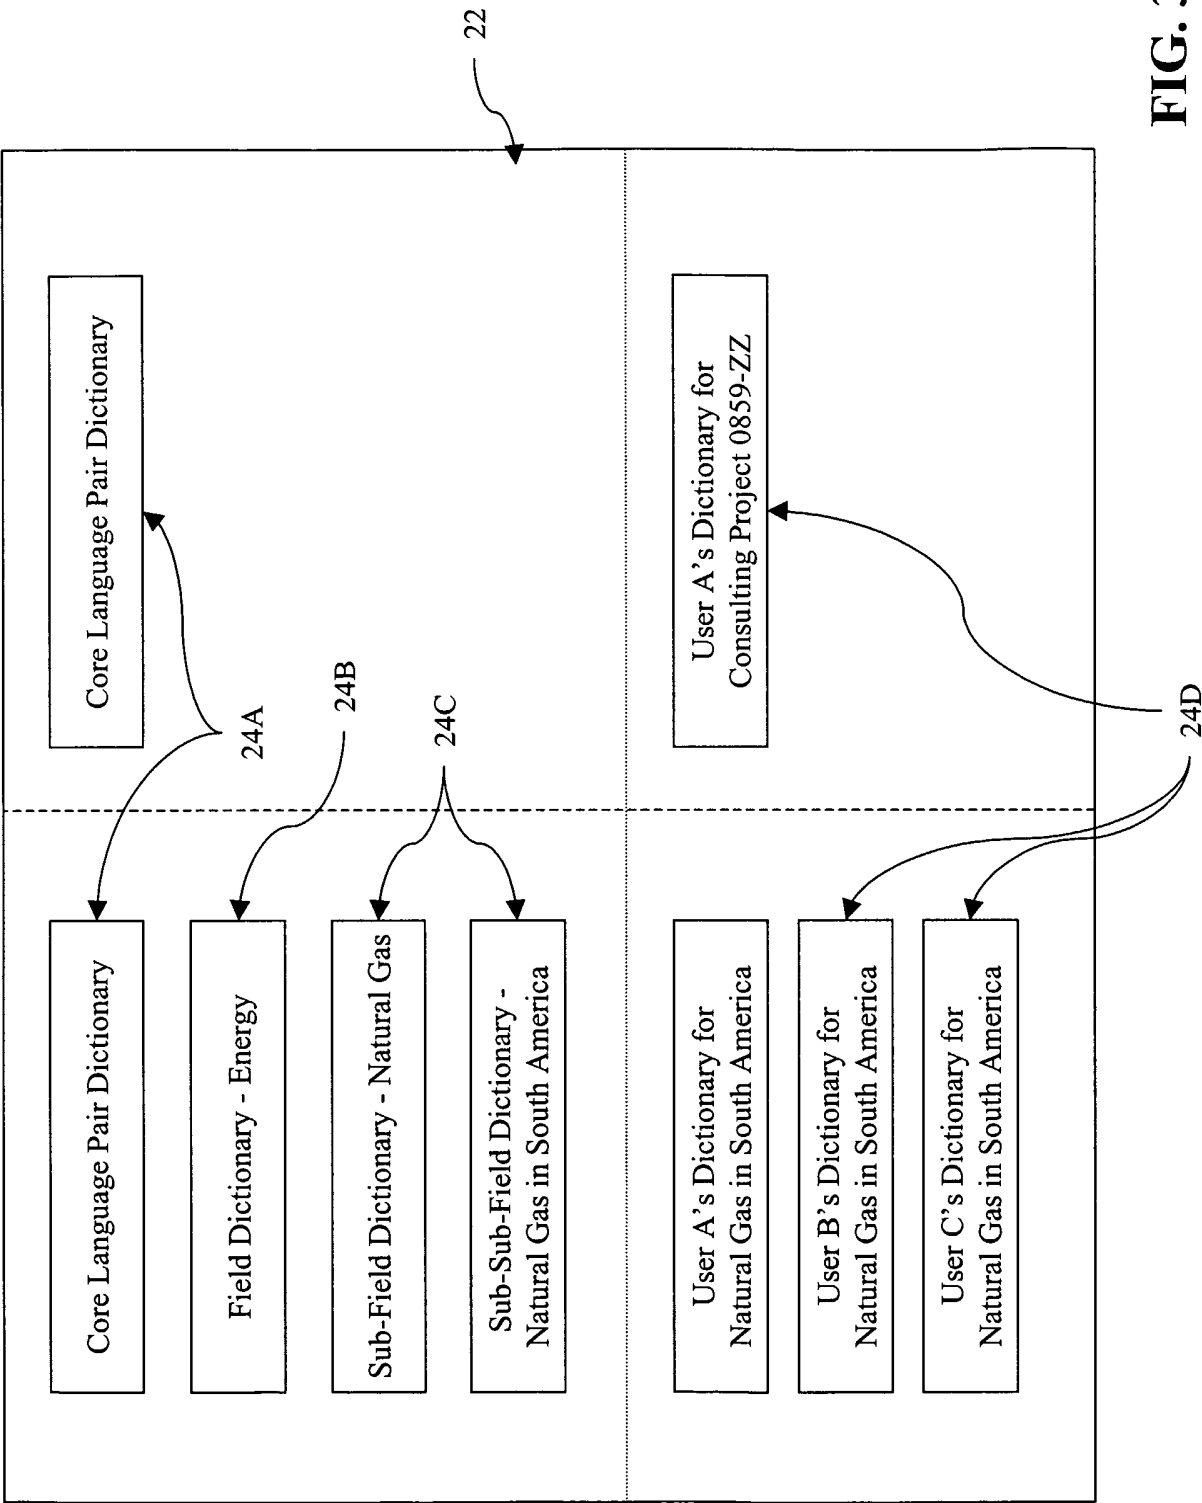 22
Core Language Pair Dictionary
Core Language Pair Dictionary
24A
Field Dictionary - Energy
24B
Sub-Field Dictionary - Natural Gas
24C
Sub-Sub-Field Dictionary -
Natural Gas in South America
User A's Dictionary for
Natural Gas in South America
User A's Dictionary for
Consulting Project 0859-ZZ
User B's Dictionary for
Natural Gas in South America
User C's Dictionary for
Natural Gas in South America
24D
FIG.